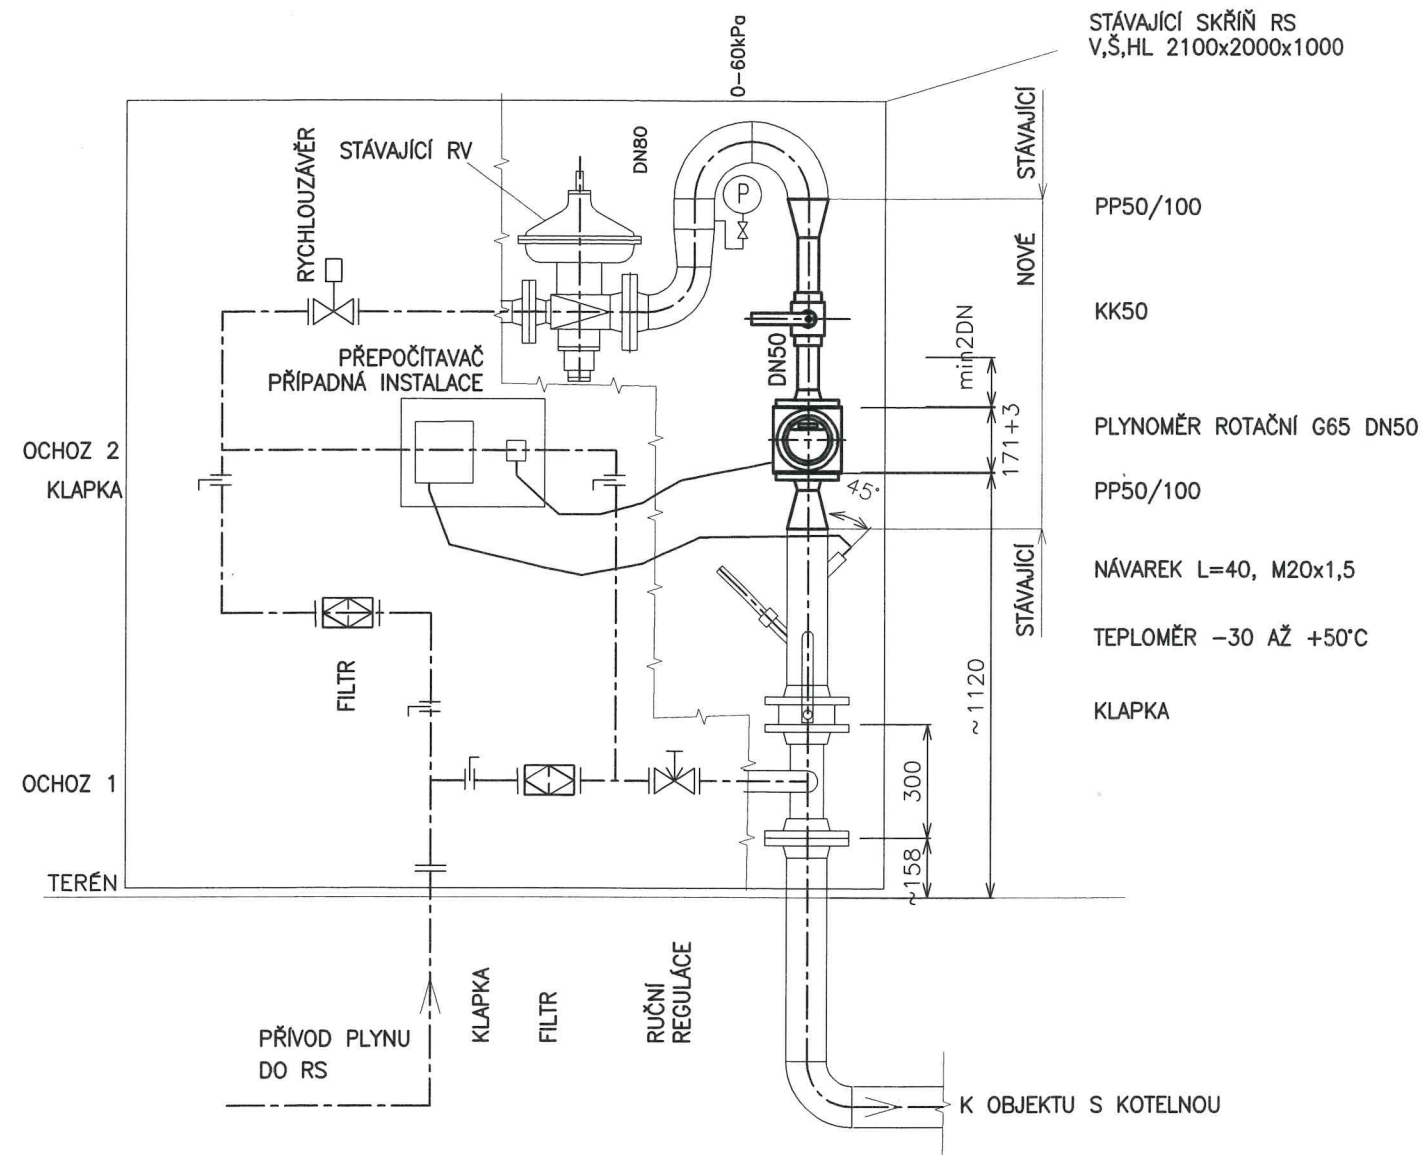 STÁVAJÍCÍ SKŘÍŇ RS
V,Š,HL 2100x2000x1000
0-60kPa
STÁVAJÍCÍ
DN80
STÁVAJÍCÍ RV
RYCHLOUZÁVĚR
P
PP50/100
NOVÉ
KK50
min2DN
DN50
PŘEPOČÍTAVAČ
PŘÍPADNÁ INSTALACE
171+3
PLYNOMĚR ROTAČNÍ G65 DN50
OCHOZ 2
KLAPKA
45°
PP50/100
STÁVAJÍCÍ
NÁVAREK L=40, M20x1,5
TEPLOMĚR -30 AŽ +50°C
FILTR
~1120
KLAPKA
OCHOZ 1
300
~158
TERÉN
KLAPKA
FILTR
RUČNÍ
REGULÁCE
PŘÍVOD PLYNU
DO RS
K OBJEKTU S KOTELNOU